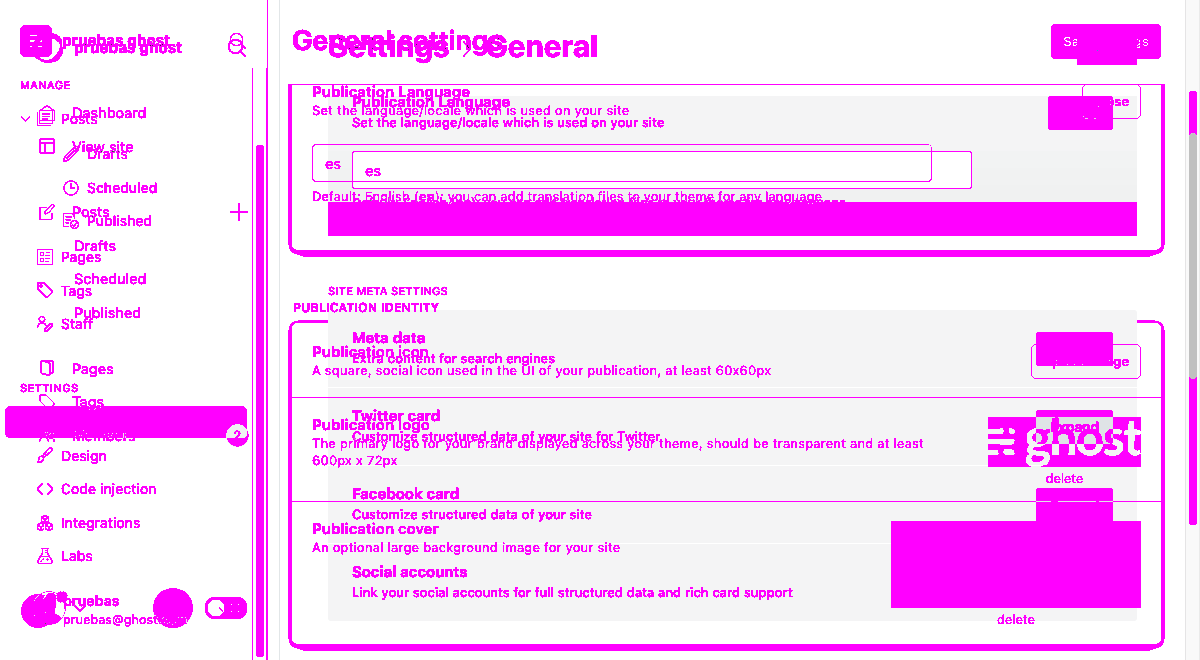 pruebas ghost
pruebas ghost
General settings
Settings General
MANAGE
Dashboard
Posts
View site
Drafts
Scheduled
Posts
Published
Drafts
Pages
Scheduled
Tags
Published
Staff
Pages
SETTINGS
Tags
Members
2
Design
Code injection
Integrations
Labs
pruebas
pruebas@ghost
Publication Language
Set the language/locale which is used on your site
Publication Language
Set the language/locale which is used on your site
es
es
Default: English (en); you can add translation files to your theme for any language
SITE META SETTINGS
PUBLICATION IDENTITY
Meta data
Publication icon
Extra content for search engines
A square, social icon used in the UI of your publication, at least 60x60px
Twitter card
Publication logo
Customize structured data of your site for Twitter
The primary logo for your brand displayed across your theme, should be transparent and at least
600px x 72px
Expand
ghost
delete
Facebook card
Customize structured data of your site
Publication cover
An optional large background image for your site
Social accounts
Link your social accounts for full structured data and rich card support
delete